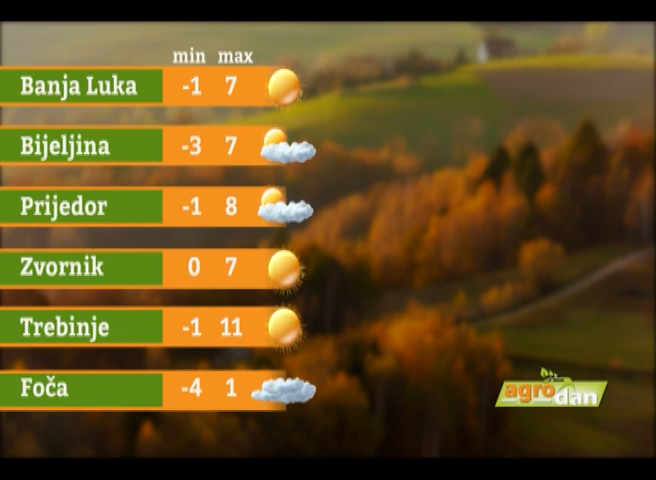 min max
Banja Luka -1 7
Bijeljina -3 7
Prijedor -1 8
Zvornik 0 7
Trebinje -1 11
Foča -4 1
agro
dan